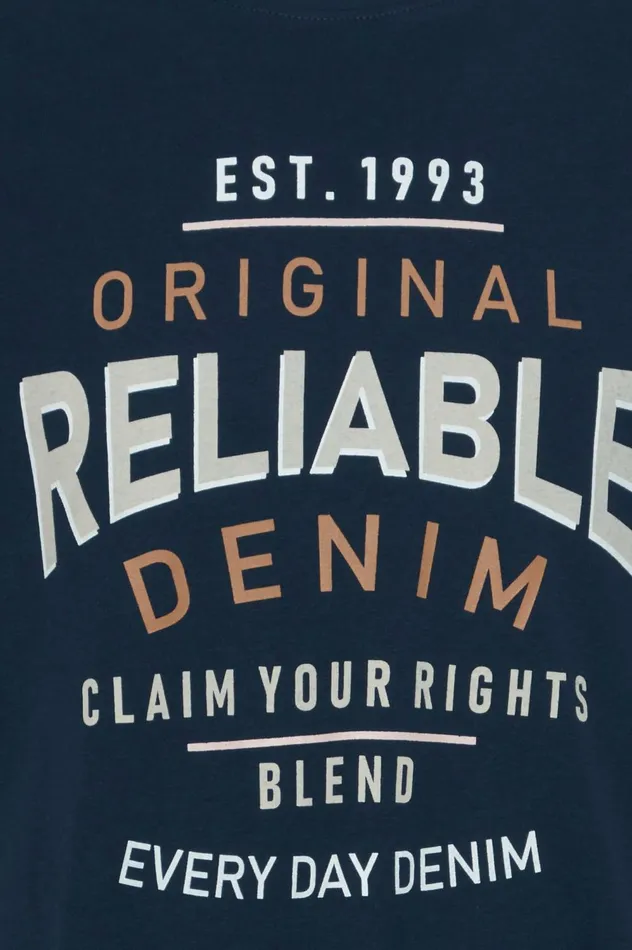 EST. 1993
ORIGINAL
RELIABLE
DENIM
CLAIM YOUR RIGHTS
BLEND
EVERY DAY DENIM